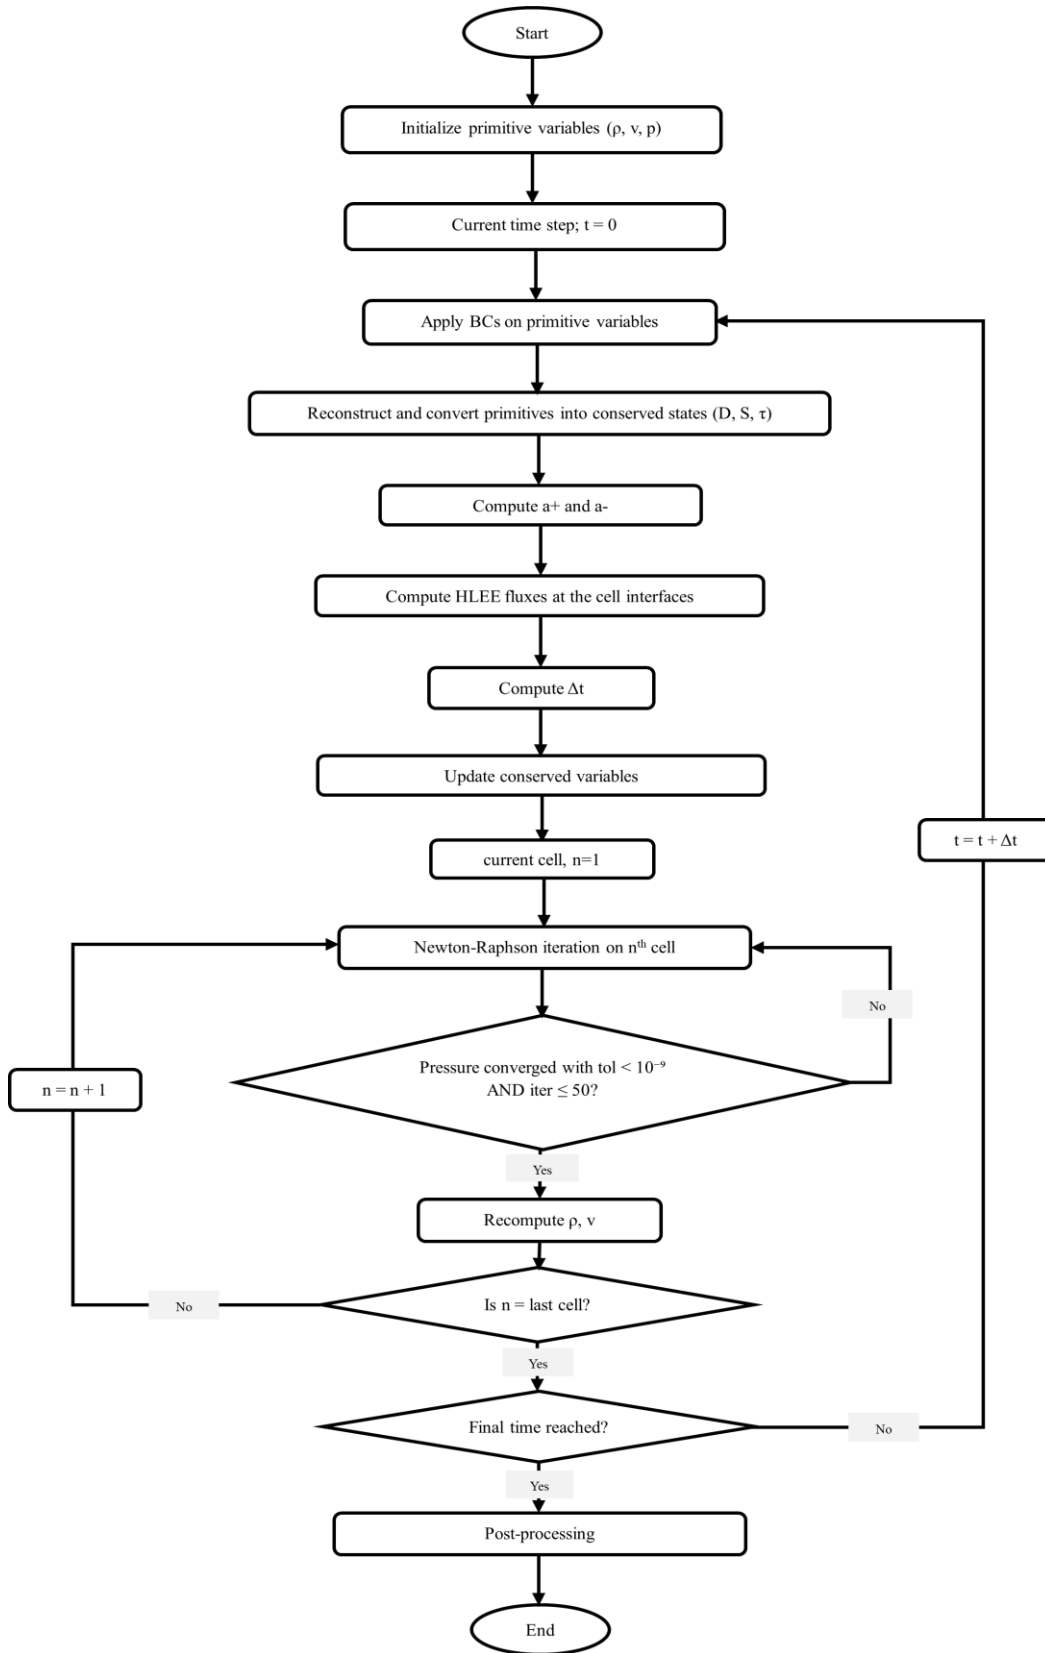 Start
Initialize primitive variables (ρ, v, p)
Current time step; t = 0
Apply BCs on primitive variables
Reconstruct and convert primitives into conserved states (D, S, τ)
Compute a+ and a-
Compute HLEE fluxes at the cell interfaces
Compute Δt
Update conserved variables
t = t + Δt
current cell, n=1
Newton-Raphson iteration on nᵗʰ cell
No
Pressure converged with tol < 10⁻⁹
AND iter ≤ 50?
n = n + 1
Yes
Recompute ρ, v
Is n = last cell?
No
Yes
Final time reached?
No
Yes
Post-processing
End